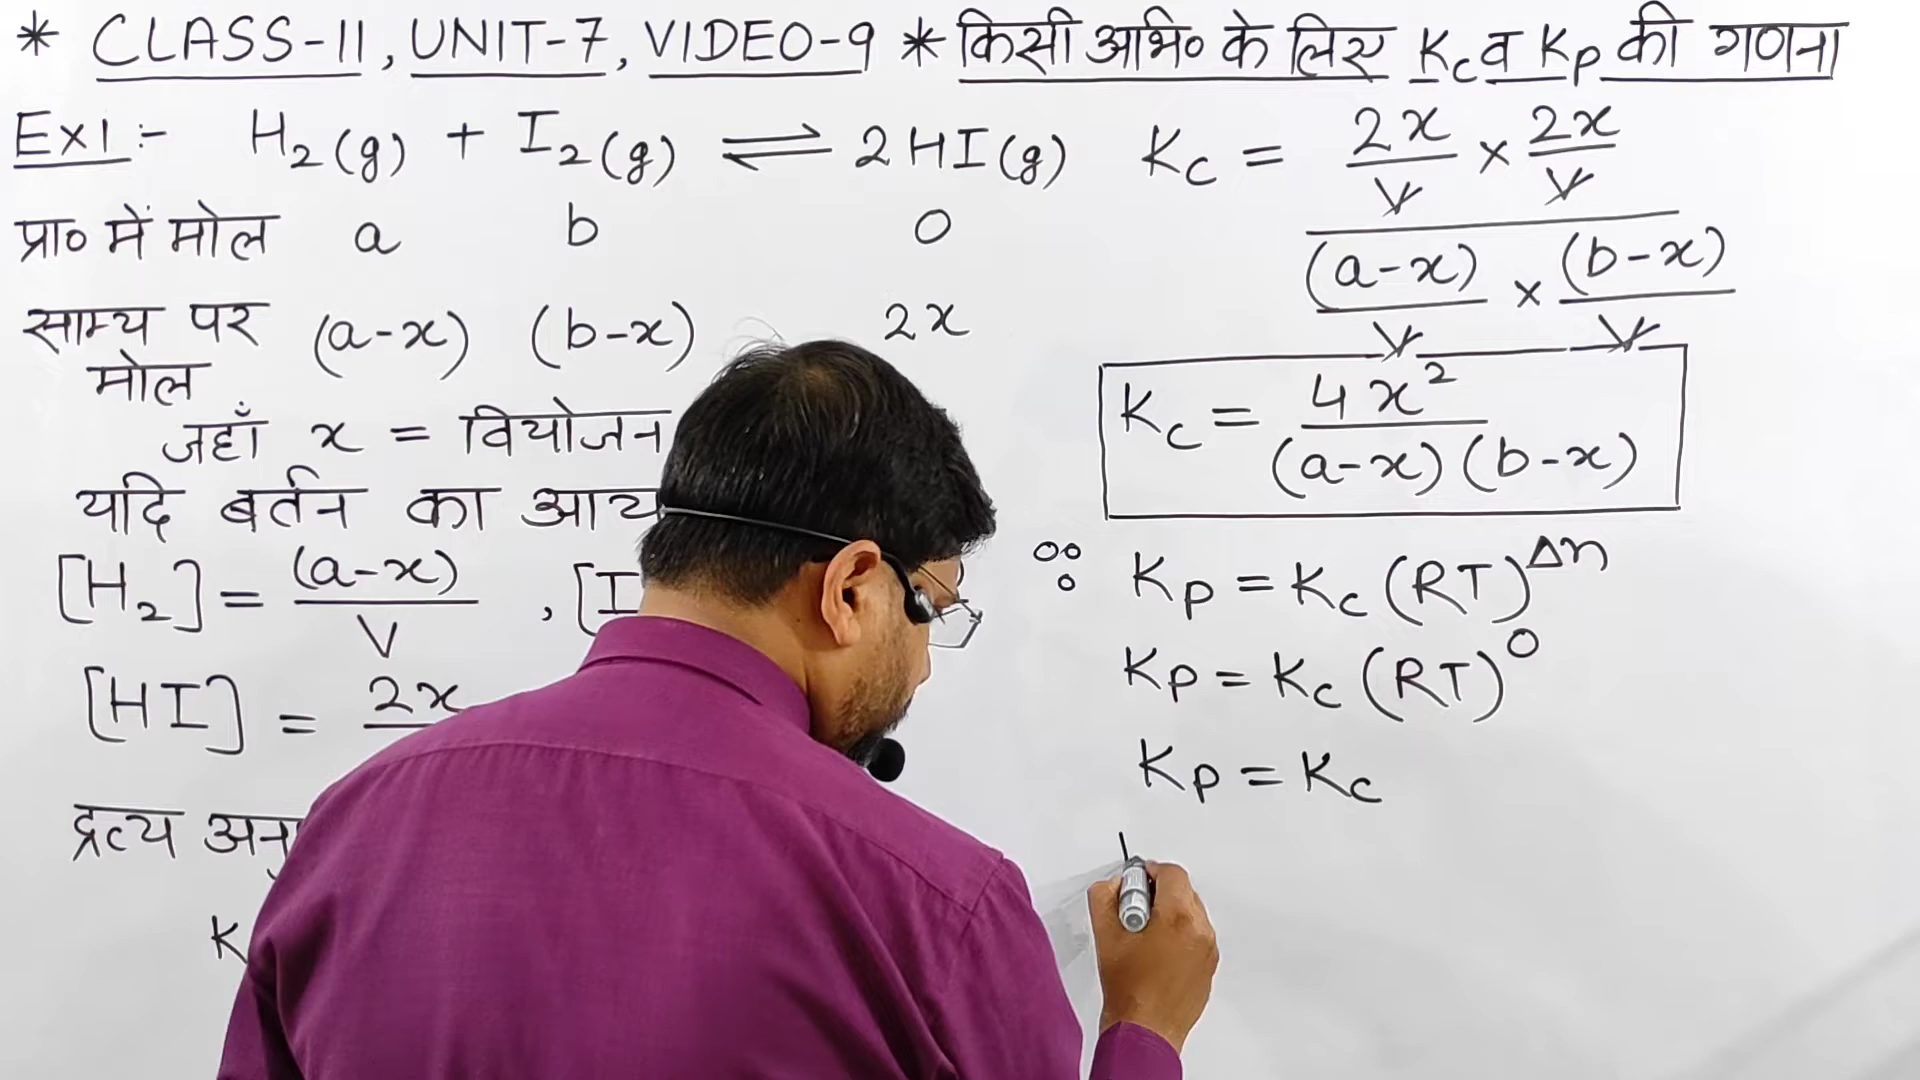 * CLASS-11, UNIT-7, VIDEO-9 * किसी अभि० के लिए Kc व Kp की गणना
Ex1 :- H₂(g) + I₂(g) ⇌ 2HI(g)
प्रा० में मोल a b 0
साम्य पर (a-x) (b-x) 2x
मोल
जहाँ x = वियोजन
यदि बर्तन का
[H₂] = (a-x)/V , [I
[HI] = 2x
द्रव्य
K
Kc = 2x/V × 2x/V
(a-x)/V × (b-x)/V
Kc = 4x²/(a-x)(b-x)
∵ Kp = Kc (RT)^Δn
Kp = Kc (RT)^0
Kp = Kc